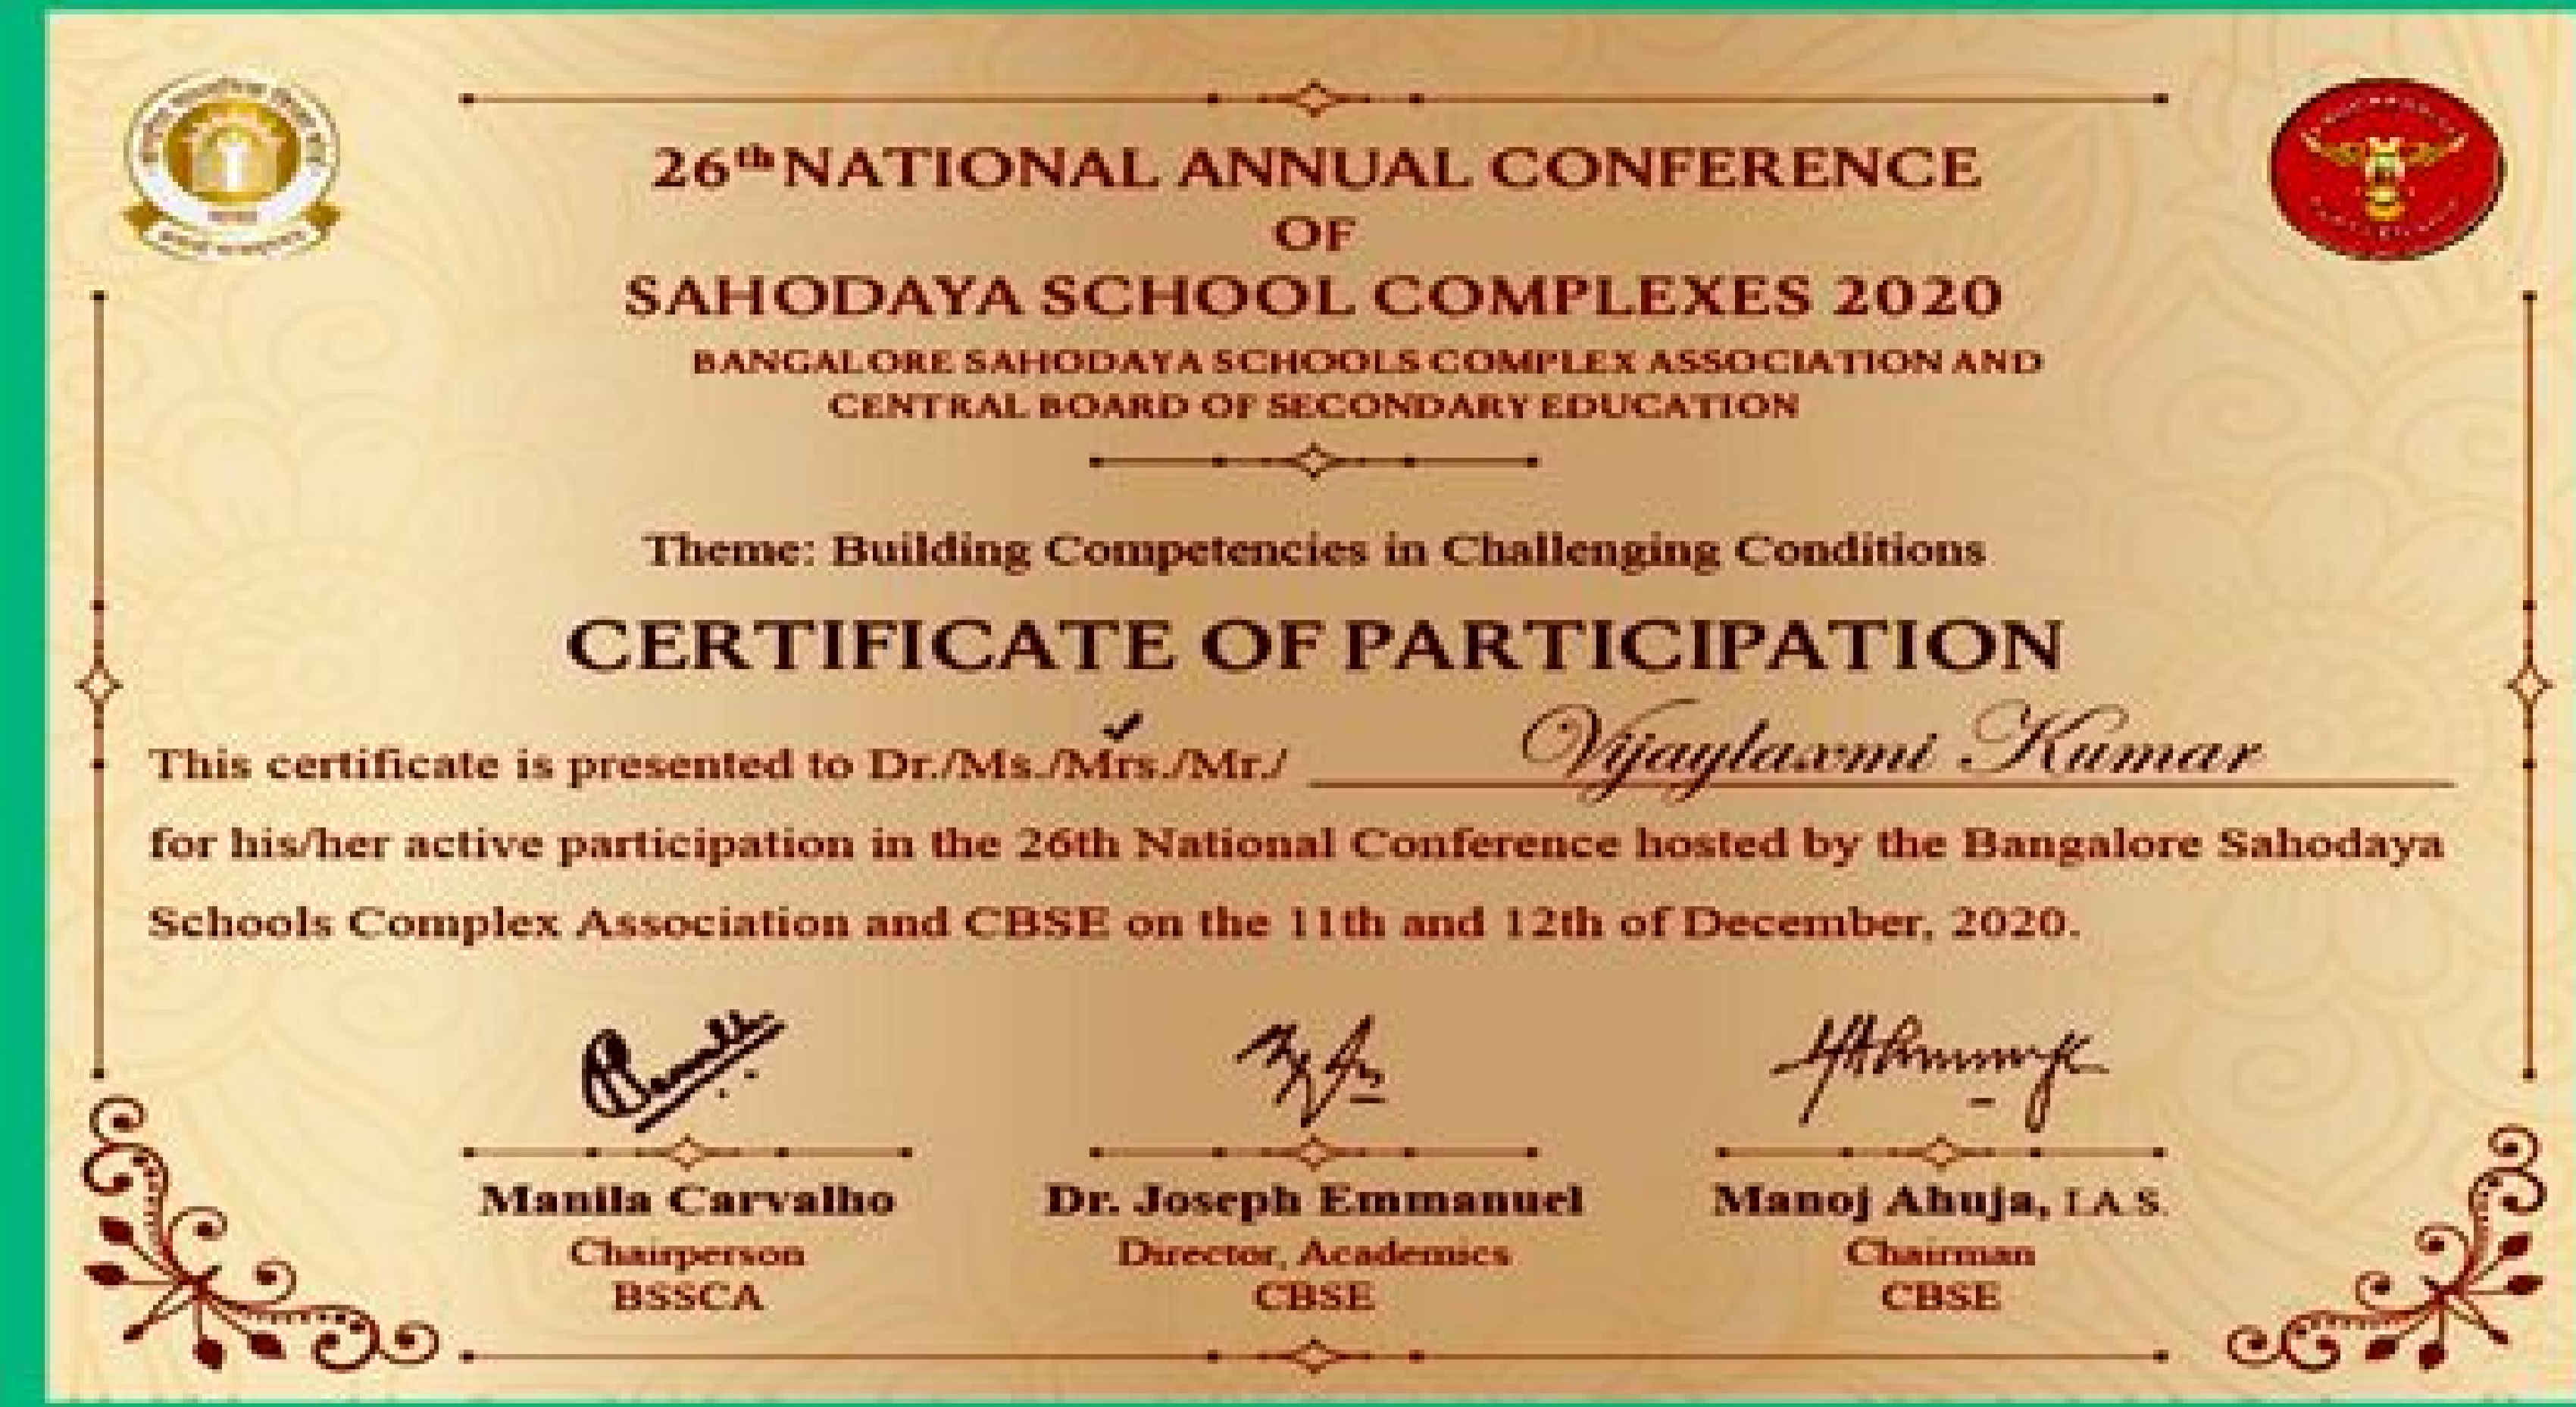 26th NATIONAL ANNUAL CONFERENCE
OF
SAHODAYA SCHOOL COMPLEXES 2020
BANGALORE SAHODAYA SCHOOLS COMPLEX ASSOCIATION AND
CENTRAL BOARD OF SECONDARY EDUCATION
Theme: Building Competencies in Challenging Conditions
CERTIFICATE OF PARTICIPATION
This certificate is presented to Dr./Ms./Mrs./Mr./ Vijaylaxmi Kumar
for his/her active participation in the 26th National Conference hosted by the Bangalore Sahodaya
Schools Complex Association and CBSE on the 11th and 12th of December, 2020.
Manila Carvalho
Chairperson
BSSCA
Dr. Joseph Emmanuel
Director, Academics
CBSE
Manoj Ahuja, I.A.S.
Chairman
CBSE